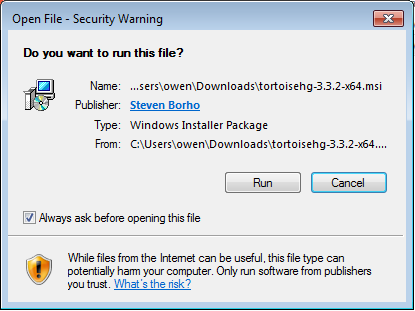 Open File - Security Warning
Do you want to run this file?
Name: ...sers\owen\Downloads\tortoisehg-3.3.2-x64.msi
Publisher: Steven Borho
Type: Windows Installer Package
From: C:\Users\owen\Downloads\tortoisehg-3.3.2-x64....
Run Cancel
Always ask before opening this file
While files from the Internet can be useful, this file type can
potentially harm your computer. Only run software from publishers
you trust. What's the risk?